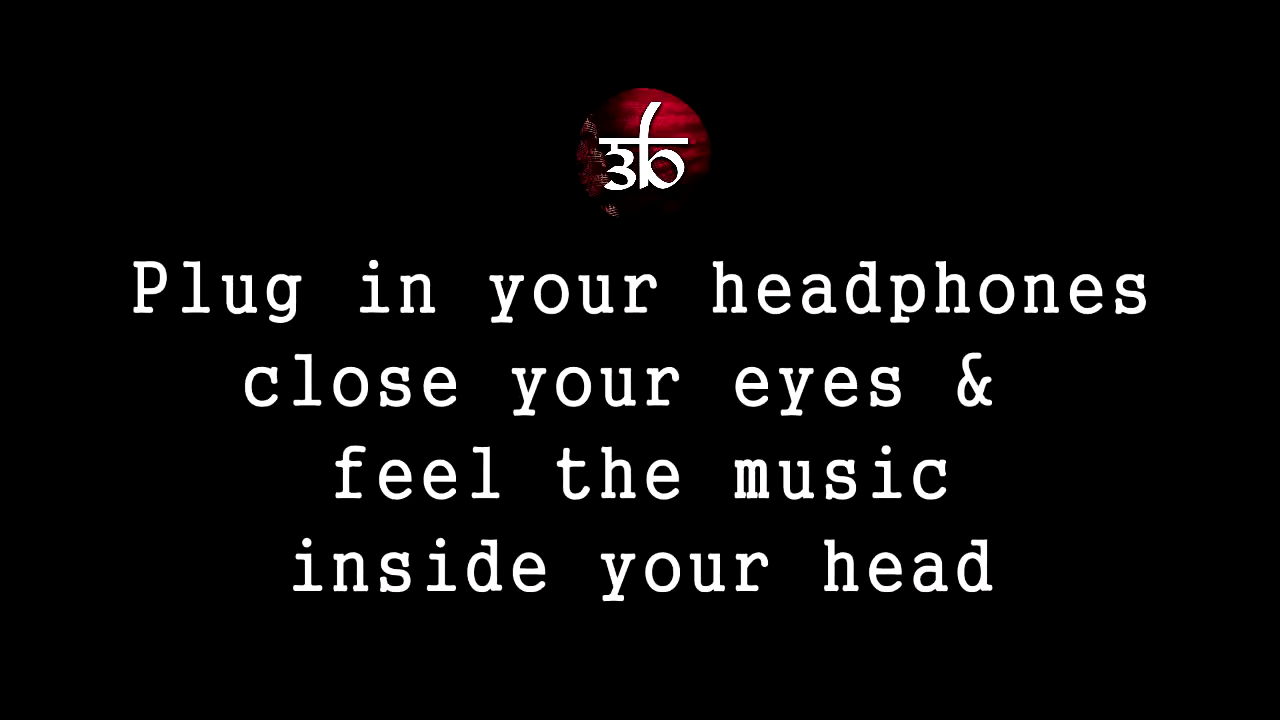 Plug in your headphones
close your eyes &
feel the music
inside your head